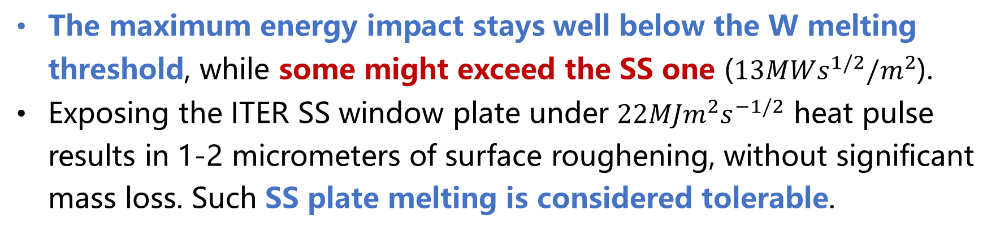 • The maximum energy impact stays well below the W melting
threshold, while some might exceed the SS one (13MWs^{1/2}/m^2).
• Exposing the ITER SS window plate under 22MJm^2s^{-1/2} heat pulse
results in 1-2 micrometers of surface roughening, without significant
mass loss. Such SS plate melting is considered tolerable.